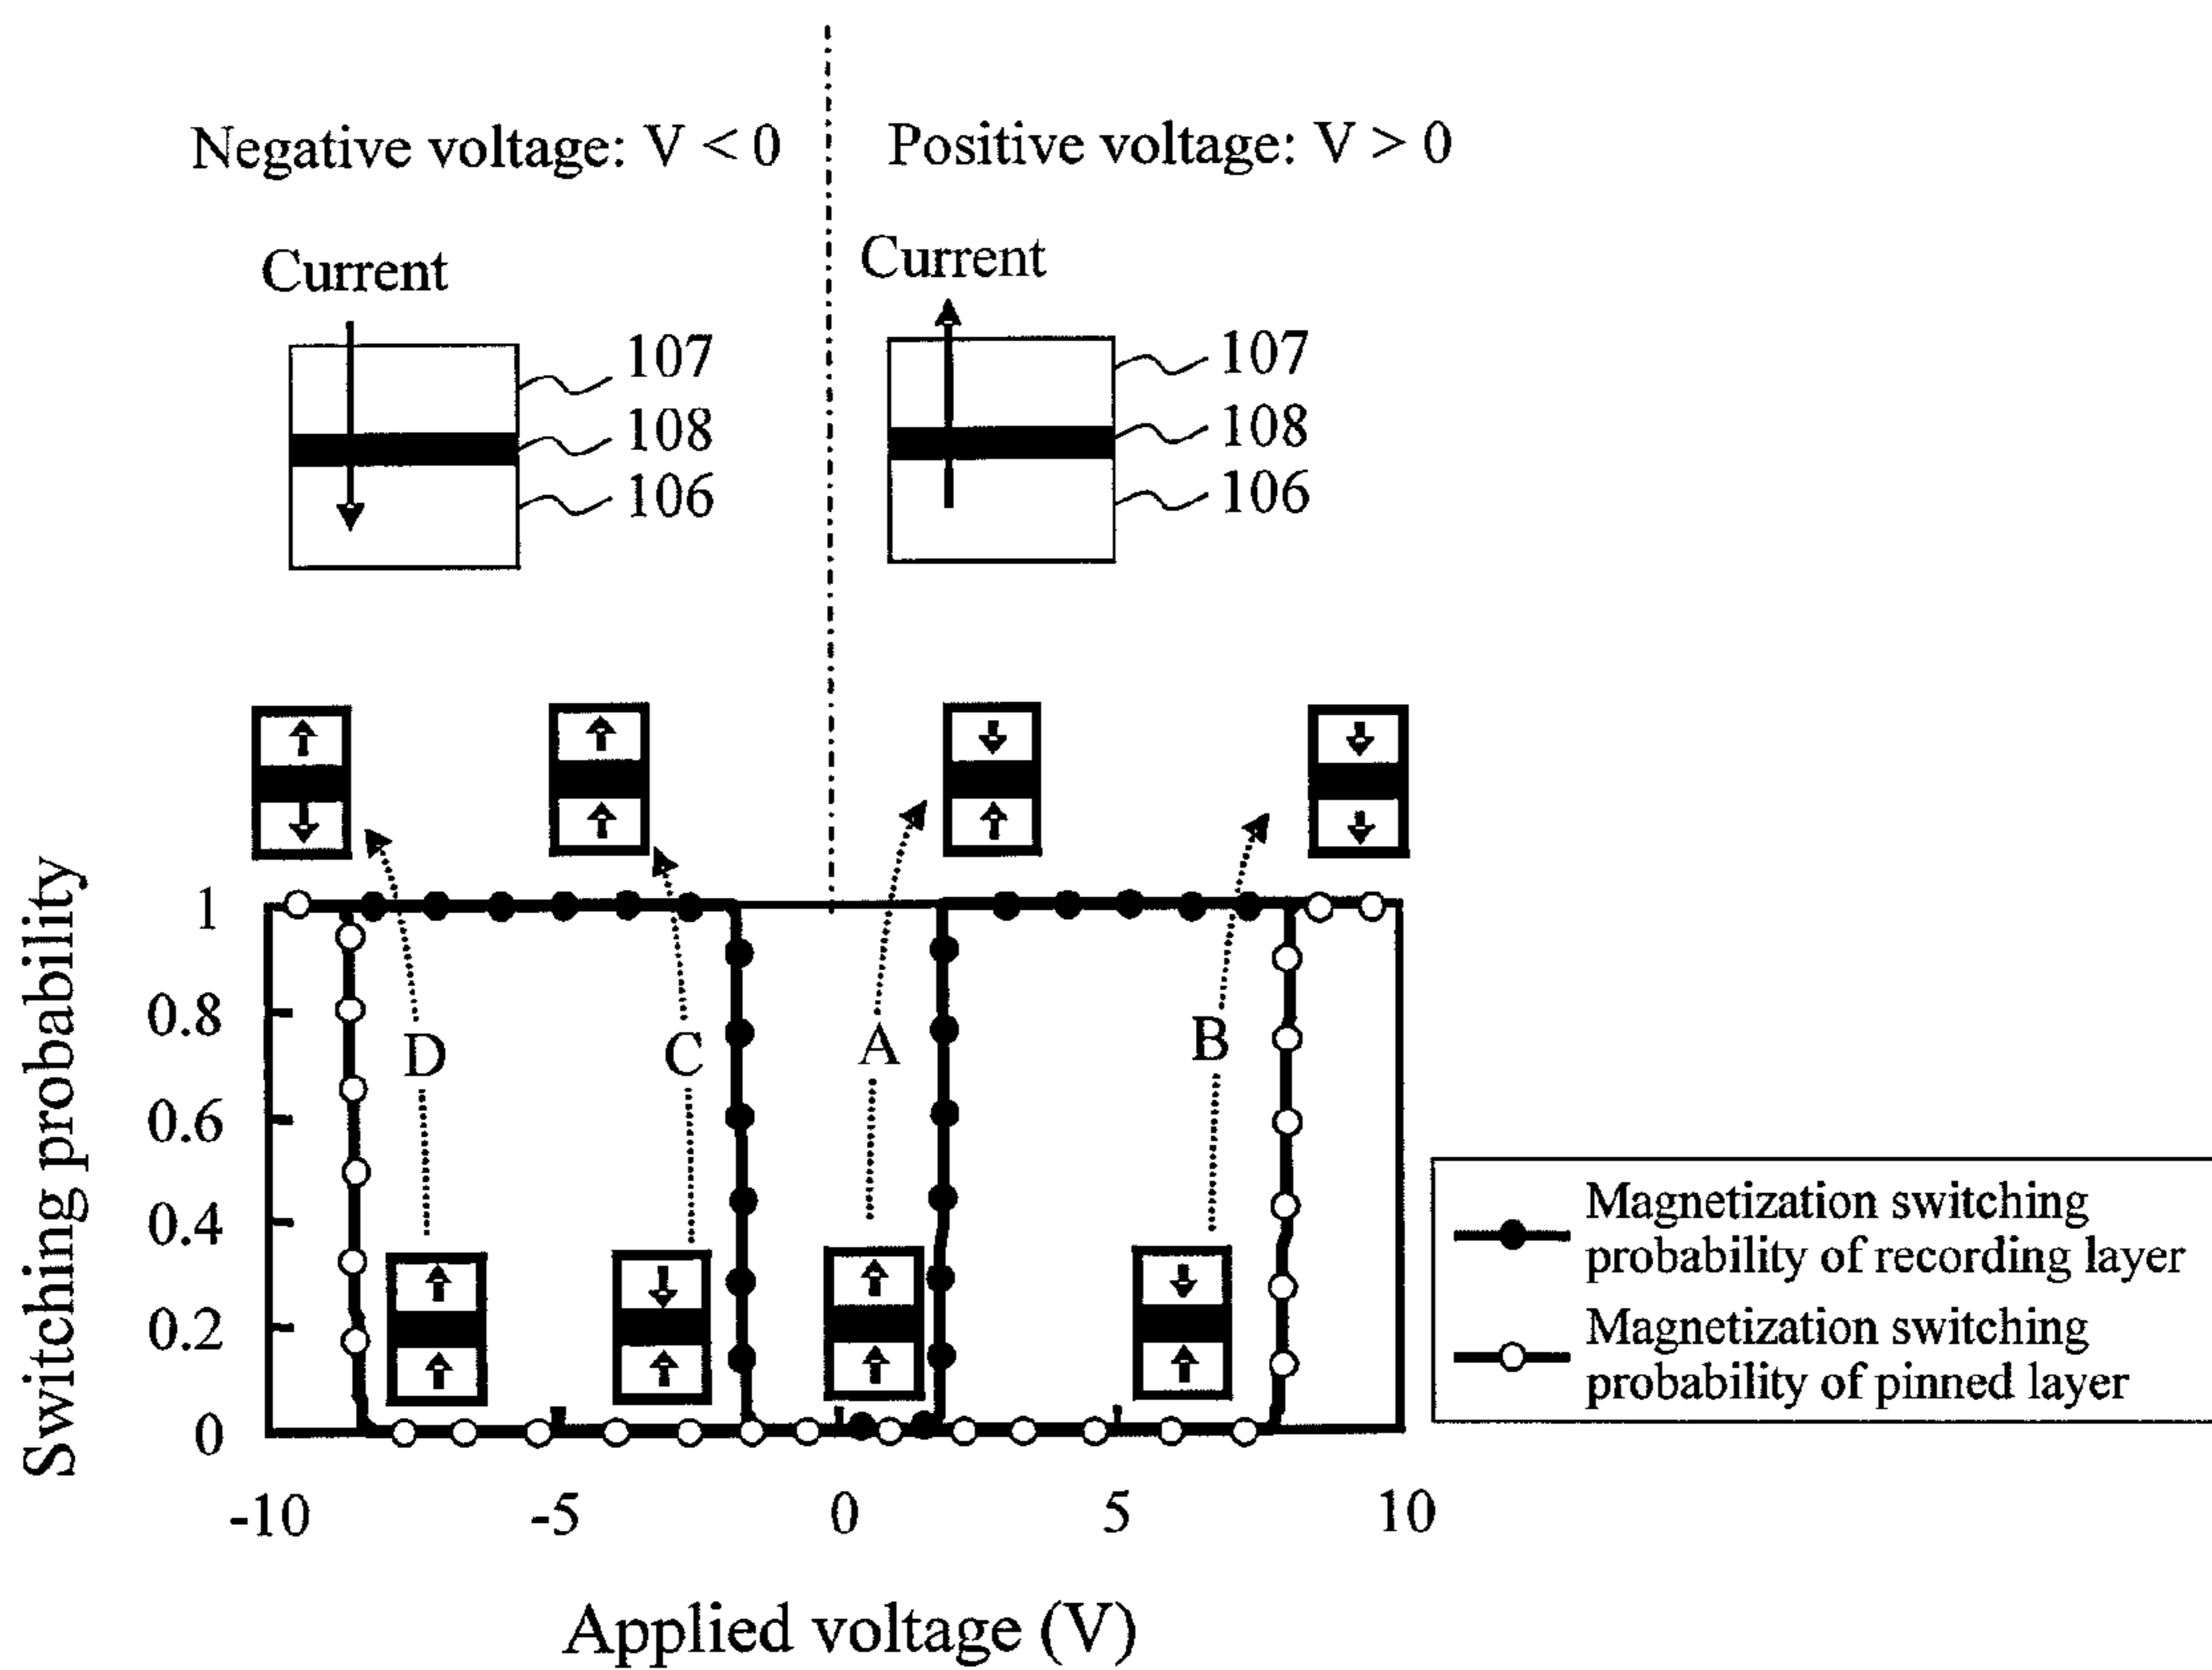 Negative voltage: V < 0
Positive voltage: V > 0
Current
Current
107
108
106
107
108
106
Switching probability
1
0.8
0.6
0.4
0.2
0
D
C
A
B
-10
-5
0
5
10
Applied voltage (V)
Magnetization switching
probability of recording layer
Magnetization switching
probability of pinned layer